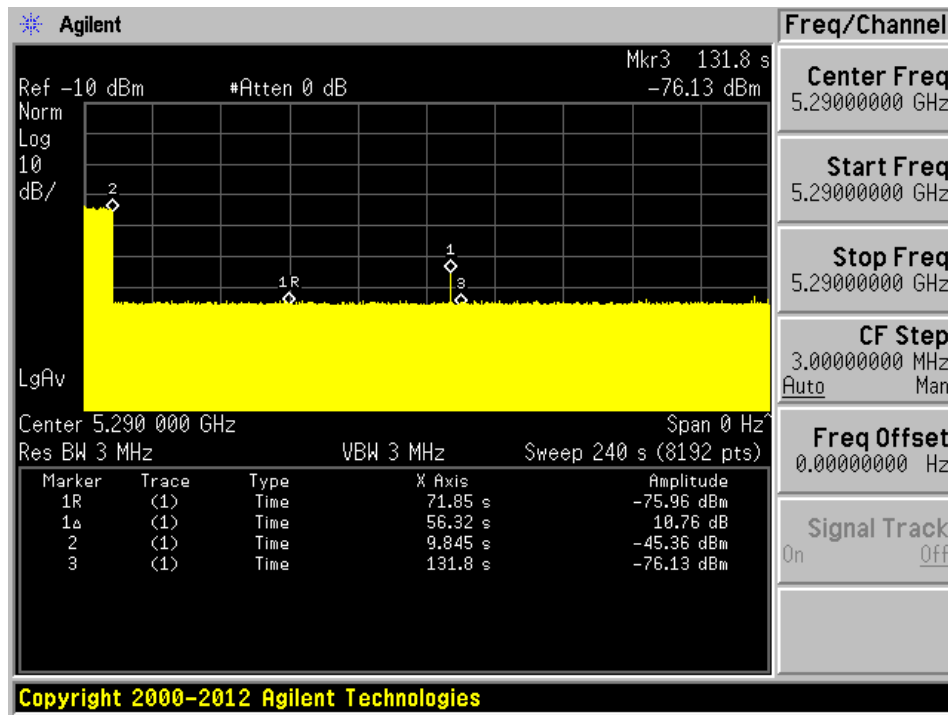 Agilent
Freq/Channel
Mkr3 131.8 s
Ref -10 dBm #Atten 0 dB -76.13 dBm
Norm
Log
10
dB/
2
1R
1
3
LgAv
Center 5.290 000 GHz Span 0 Hz^
Res BW 3 MHz VBW 3 MHz Sweep 240 s (8192 pts)
Marker Trace Type X Axis Amplitude
1R (1) Time 71.85 s -75.96 dBm
1Δ (1) Time 56.32 s 10.76 dB
2 (1) Time 9.845 s -45.36 dBm
3 (1) Time 131.8 s -76.13 dBm
Center Freq
5.29000000 GHz
Start Freq
5.29000000 GHz
Stop Freq
5.29000000 GHz
CF Step
3.00000000 MHz
Auto Man
Freq Offset
0.00000000 Hz
Signal Track
On Off
Copyright 2000-2012 Agilent Technologies